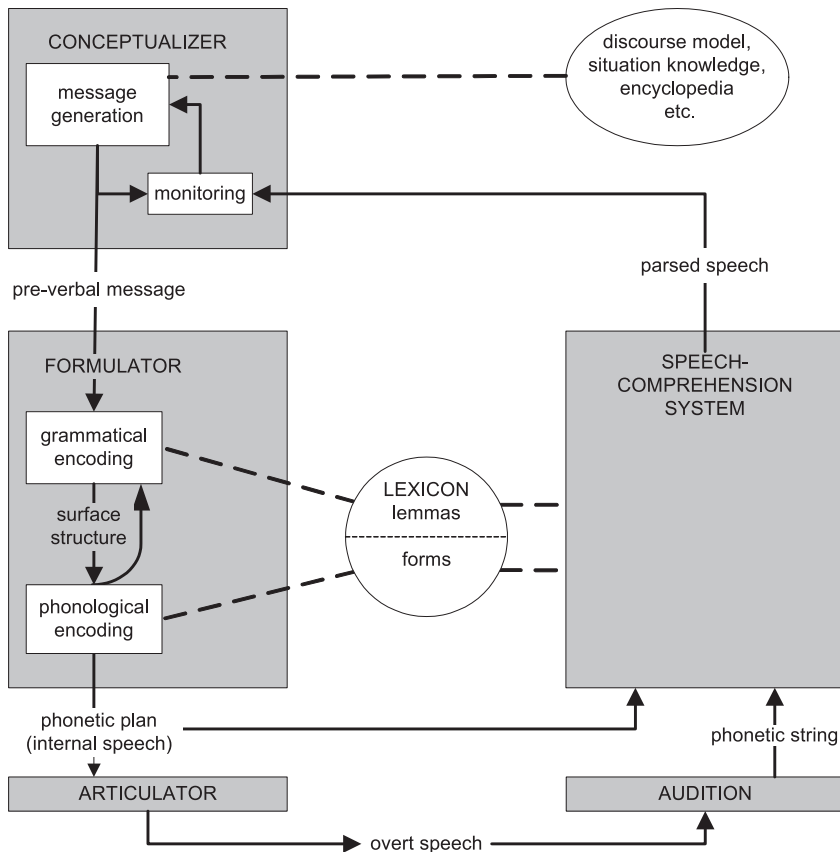 CONCEPTUALIZER
message
generation
monitoring
discourse model,
situation knowledge,
encyclopedia
etc.
pre-verbal message
parsed speech
FORMULATOR
grammatical
encoding
surface
structure
phonological
encoding
LEXICON
lemmas
forms
SPEECH-
COMPREHENSION
SYSTEM
phonetic plan
(internal speech)
phonetic string
ARTICULATOR
AUDITION
overt speech